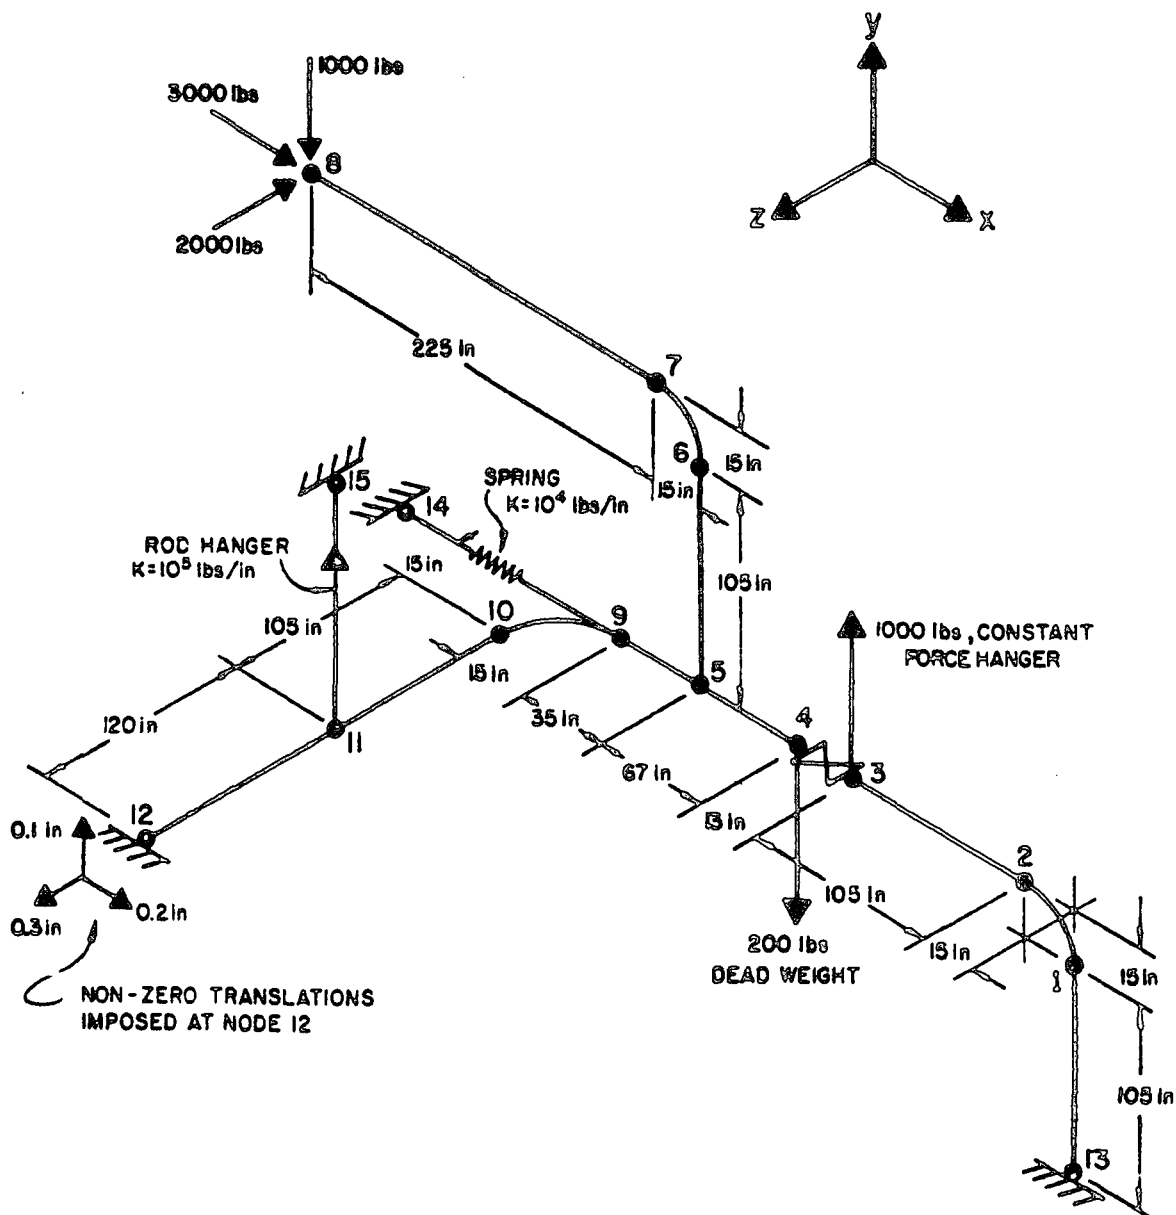 y
1000 lbs
3000 lbs
8
2000 lbs
Z
X
225 in
7
15 in
6
15 in
15
SPRING
K=10⁴ lbs/in
14
ROD HANGER
K=10⁵ lbs/in
15 in
105 in
105 in
10
9
1000 lbs, CONSTANT
FORCE HANGER
15 in
5
4
120 in
35 in
11
67 in
3
12
13 in
0.1 in
2
105 in
0.3 in
0.2 in
15 in
200 lbs
DEAD WEIGHT
1
15 in
NON-ZERO TRANSLATIONS
IMPOSED AT NODE 12
105 in
13